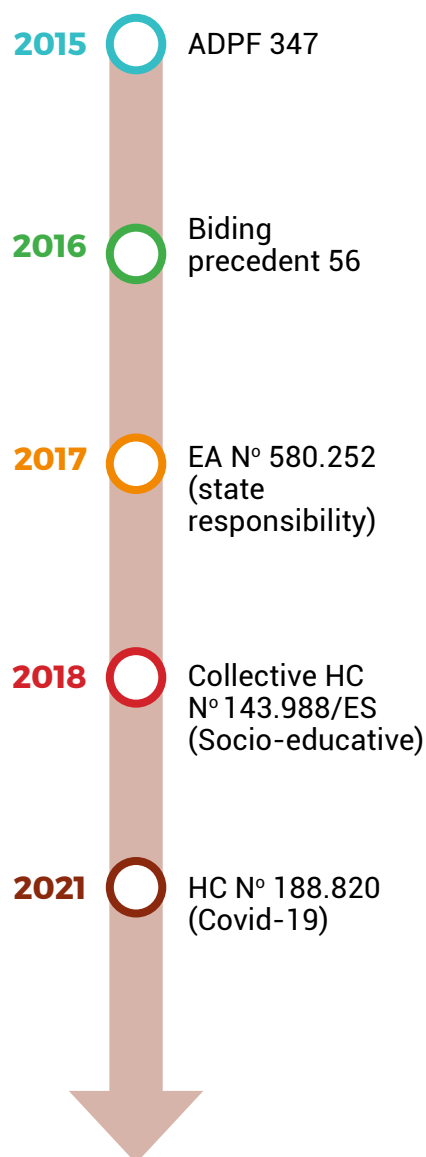 2015
ADPF 347
2016
Biding
precedent 56
2017
EA Nº 580.252
(state
responsibility)
2018
Collective HC
Nº 143.988/ES
(Socio-educative)
2021
HC Nº 188.820
(Covid-19)